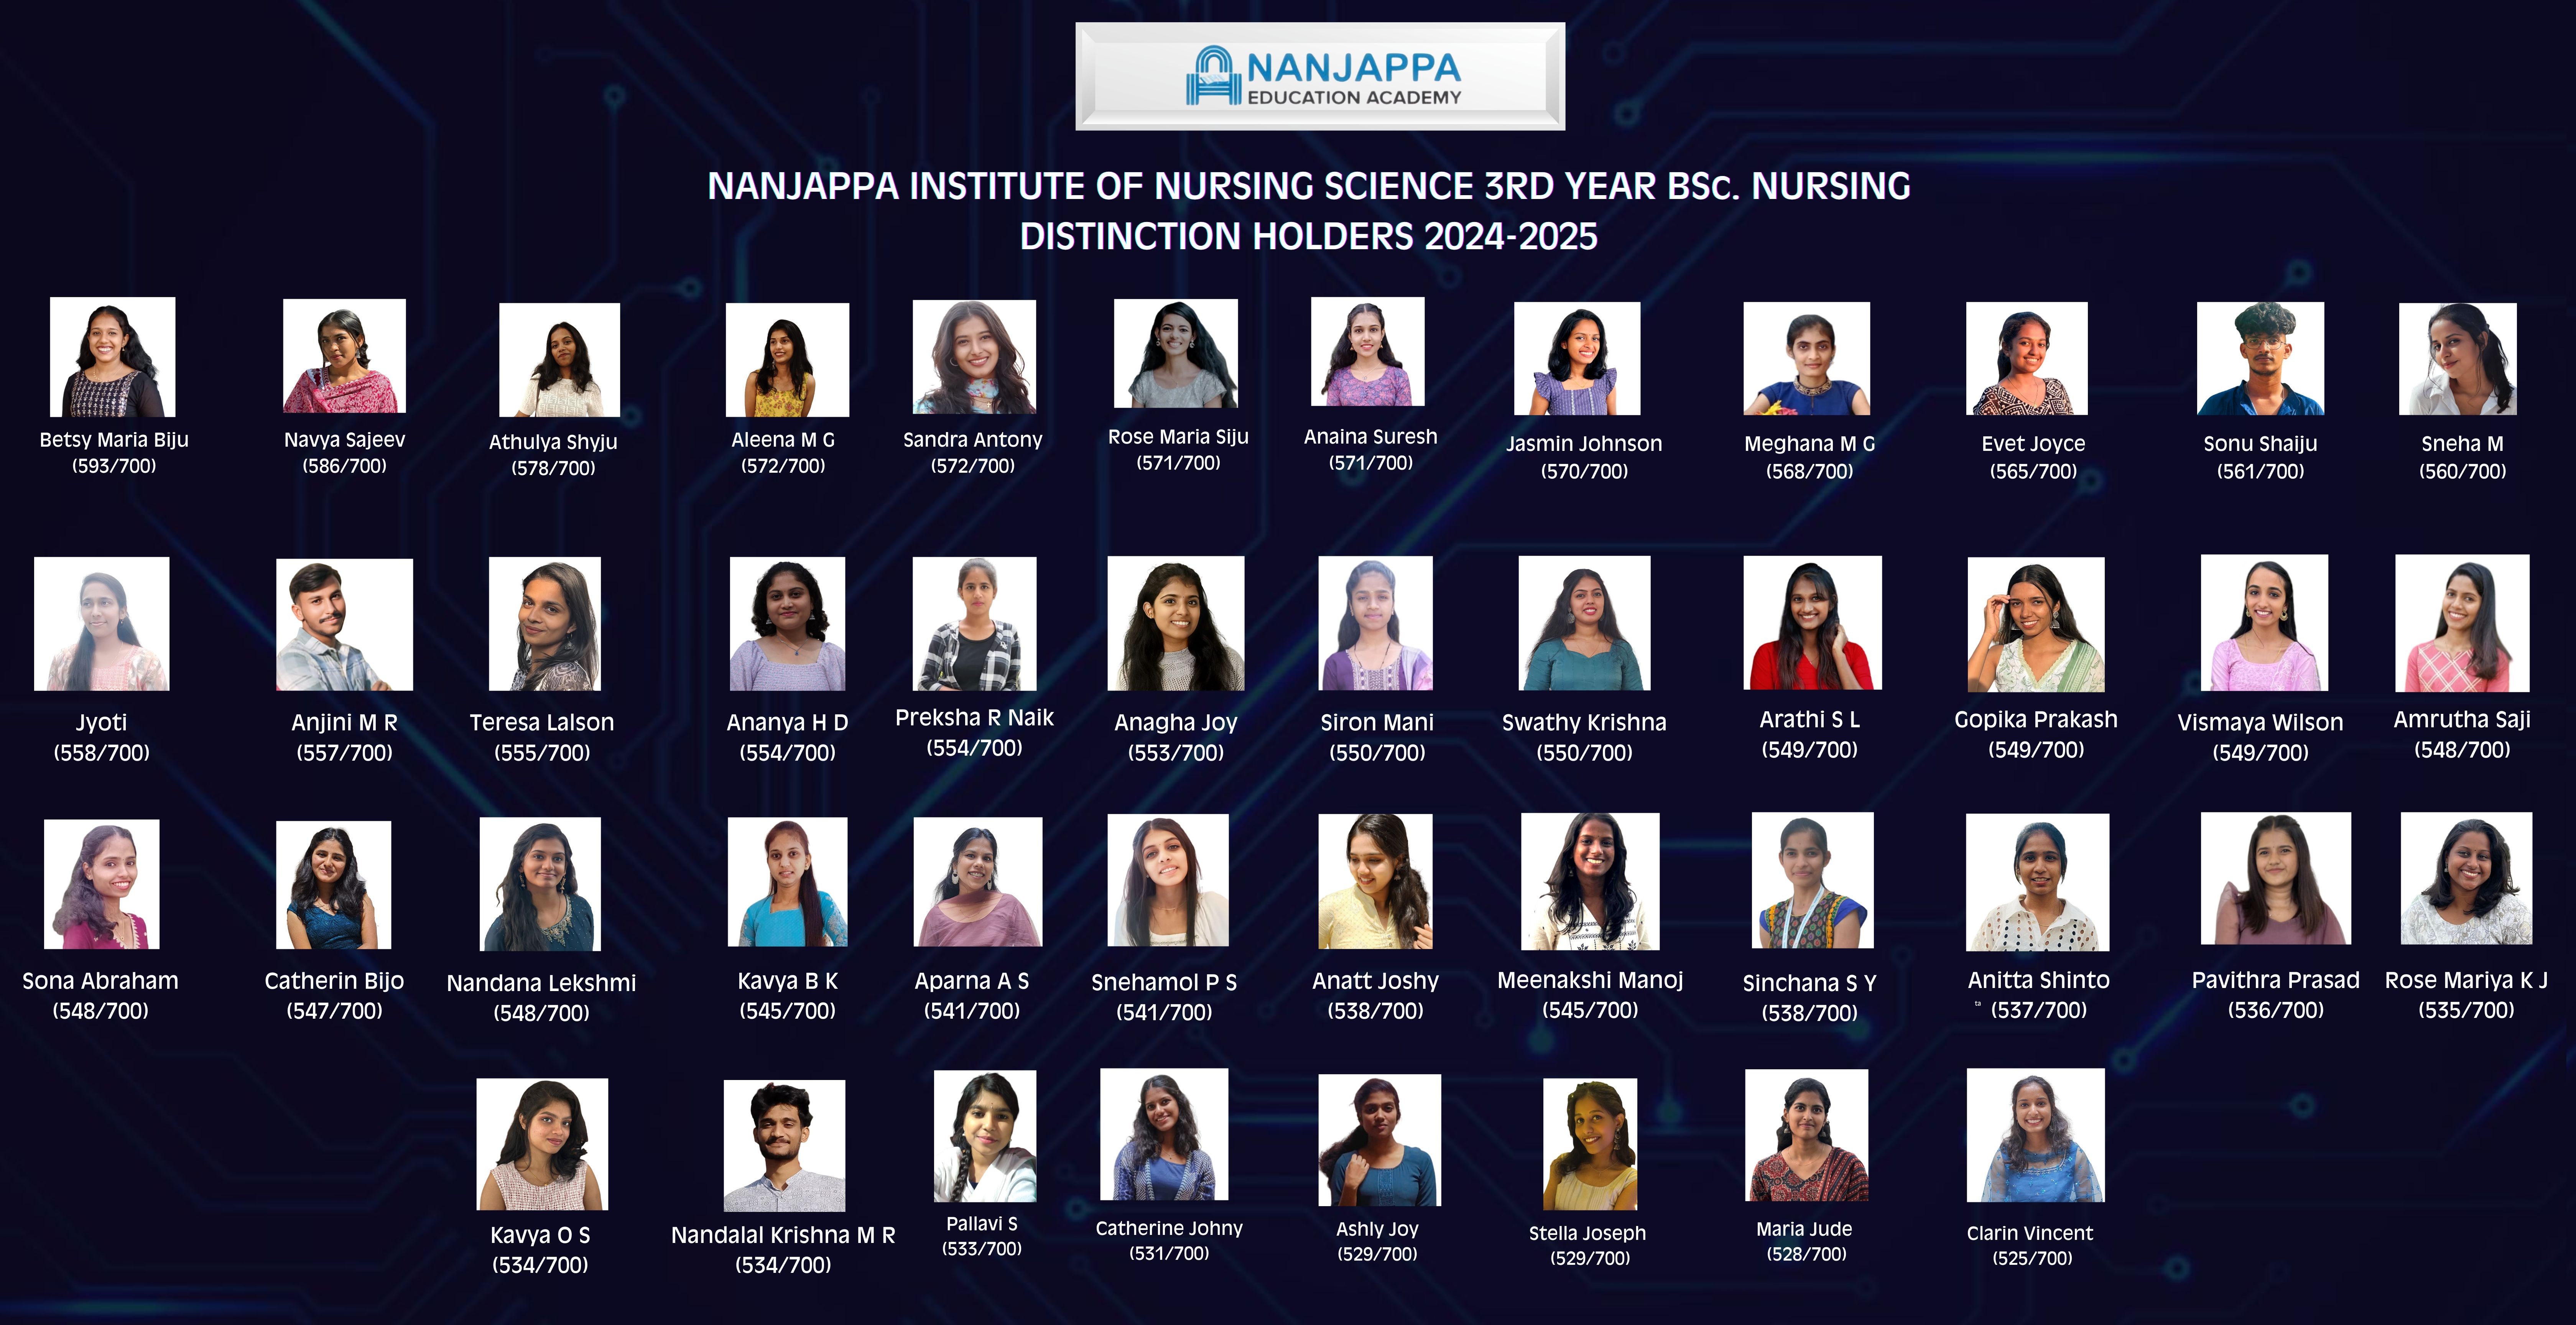 NANJAPPA
EDUCATION ACADEMY
NANJAPPA INSTITUTE OF NURSING SCIENCE 3RD YEAR BSc. NURSING
DISTINCTION HOLDERS 2024-2025
Betsy Maria Biju
(593/700)
Navya Sajeev
(586/700)
Athulya Shyju
(578/700)
Aleena M G
(572/700)
Sandra Antony
(572/700)
Rose Maria Siju
(571/700)
Anaina Suresh
(571/700)
Jasmin Johnson
(570/700)
Meghana M G
(568/700)
Evet Joyce
(565/700)
Sonu Shaiju
(561/700)
Sneha M
(560/700)
Jyoti
(558/700)
Anjini M R
(557/700)
Teresa Lalson
(555/700)
Ananya H D
(554/700)
Preksha R Naik
(554/700)
Anagha Joy
(553/700)
Siron Mani
(550/700)
Swathy Krishna
(550/700)
Arathi S L
(549/700)
Gopika Prakash
(549/700)
Vismaya Wilson
(549/700)
Amrutha Saji
(548/700)
Sona Abraham
(548/700)
Catherin Bijo
(547/700)
Nandana Lekshmi
(548/700)
Kavya B K
(545/700)
Aparna A S
(541/700)
Snehamol P S
(541/700)
Anatt Joshy
(538/700)
Meenakshi Manoj
(545/700)
Sinchana S Y
(538/700)
Anitta Shinto
ta (537/700)
Pavithra Prasad
(536/700)
Rose Mariya K J
(535/700)
Kavya O S
(534/700)
Nandalal Krishna M R
(534/700)
Pallavi S
(533/700)
Catherine Johny
(531/700)
Ashly Joy
(529/700)
Stella Joseph
(529/700)
Maria Jude
(528/700)
Clarin Vincent
(525/700)